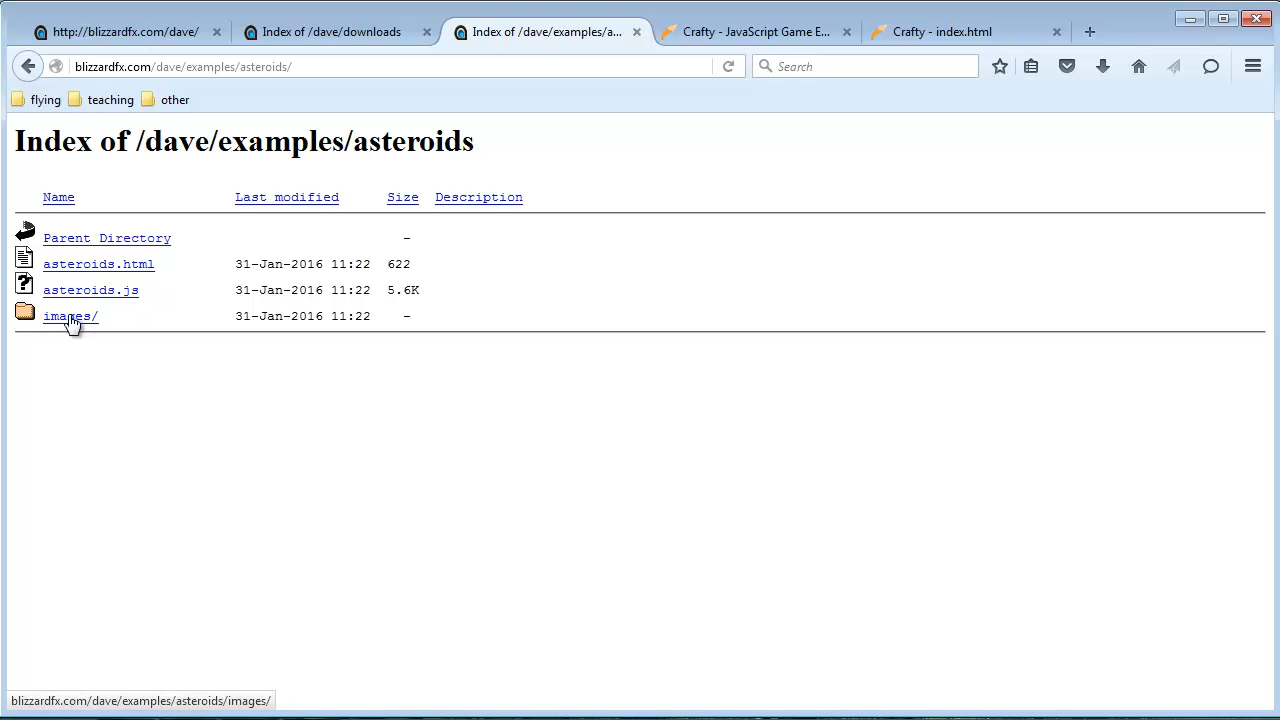 http://blizzardfx.com/dave/ Index of /dave/downloads Index of /dave/examples/a... Crafty - JavaScript Game E... Crafty - index.html
blizzardfx.com/dave/examples/asteroids/ Search
flying teaching other
Index of /dave/examples/asteroids
Name Last modified Size Description
Parent Directory -
asteroids.html 31-Jan-2016 11:22 622
asteroids.js 31-Jan-2016 11:22 5.6K
images/ 31-Jan-2016 11:22 -
blizzardfx.com/dave/examples/asteroids/images/